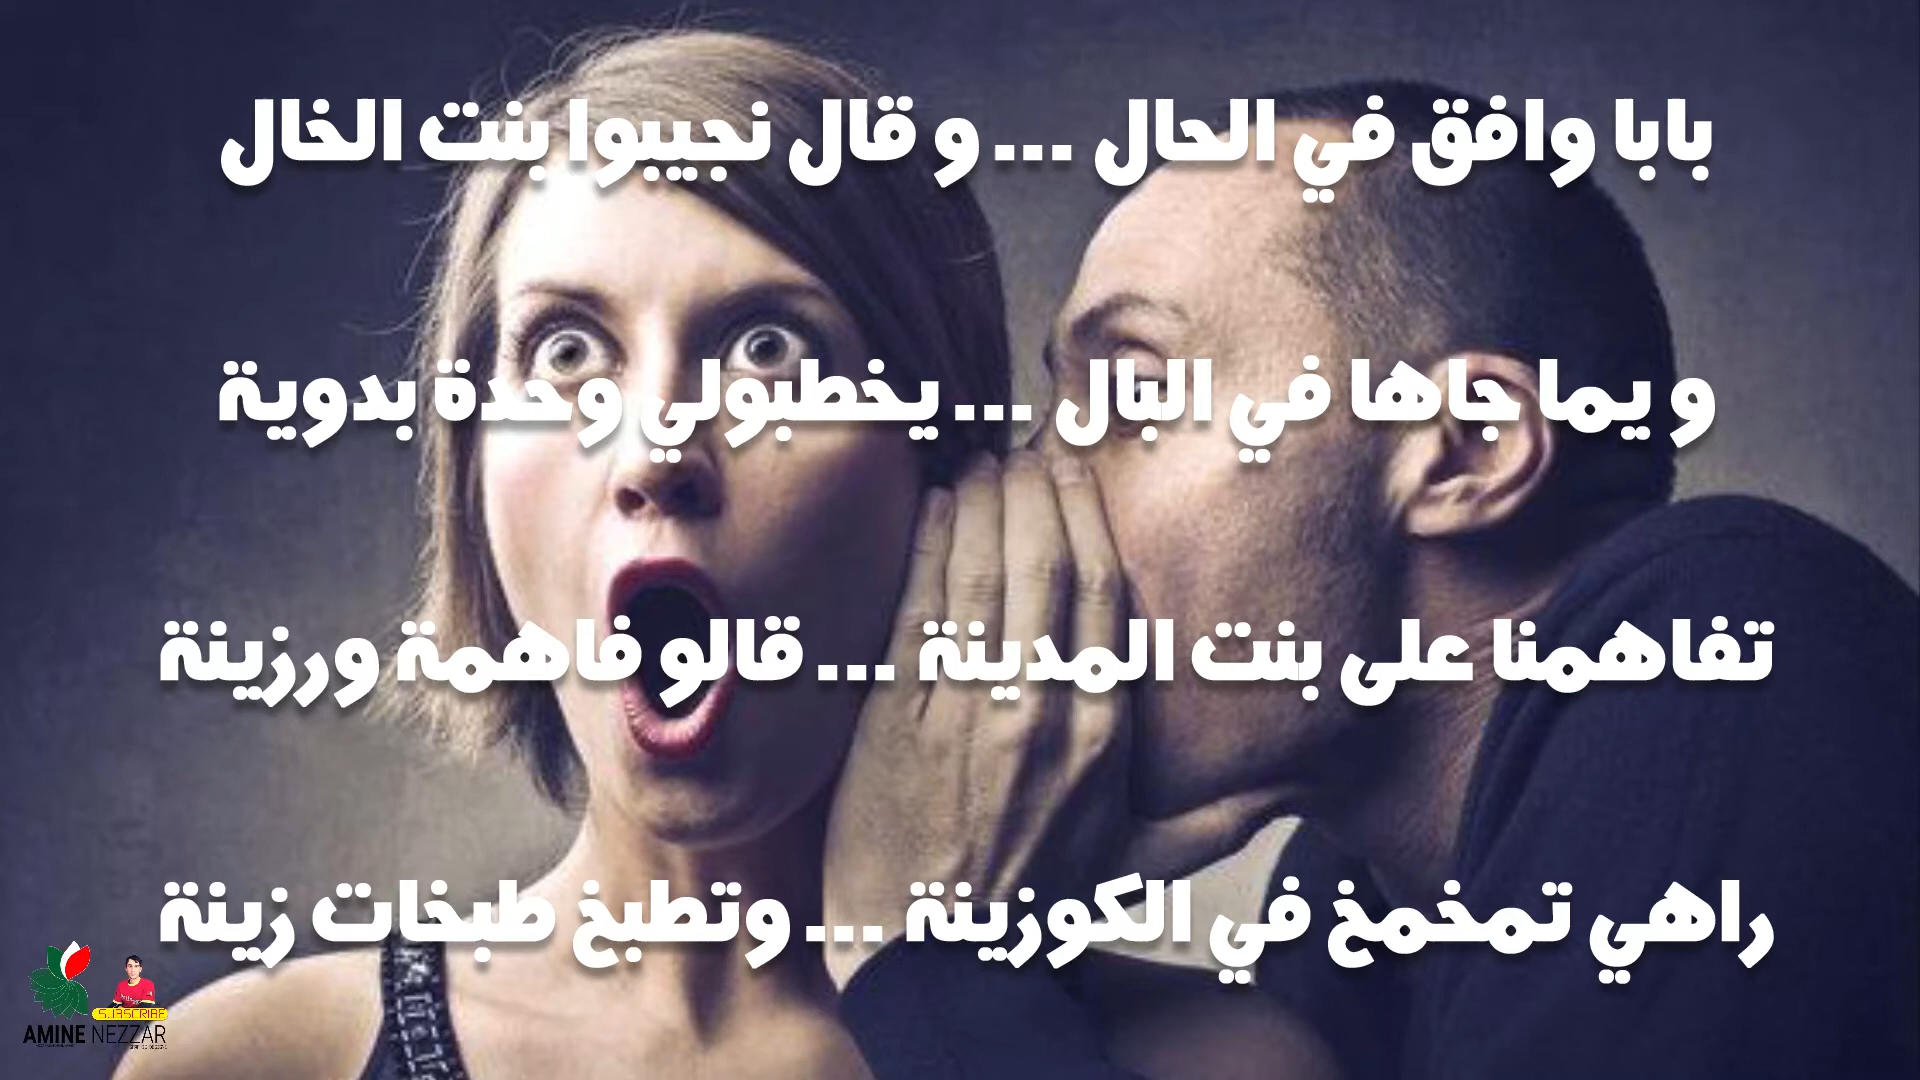 بابا وافق في الحال ... و قال نجيبوا بنت الخال
و يما جاها في البال ... يخطبولي وحدة بدوية
تفاهمنا على بنت المدينة ... قالو فاهمة ورزينة
راهي تمخمخ في الكوزينة ... وتطبخ طبخات زينة
SUBSCRIBE
AMINE NEZZAR